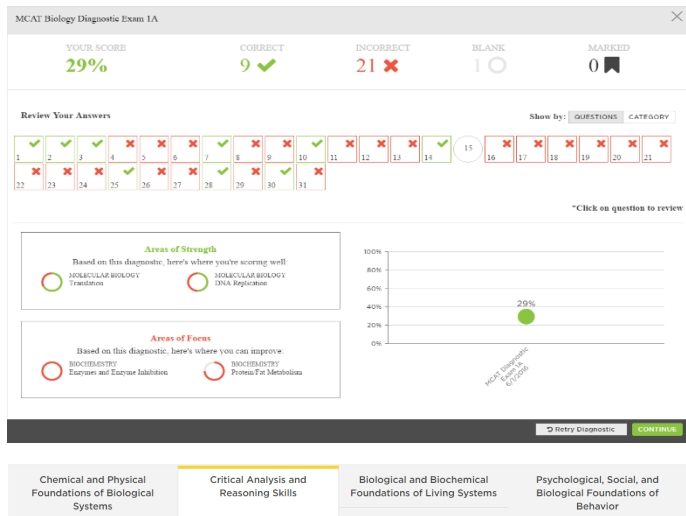 MCAT Biology Diagnostic Exam 1A
YOUR SCORE
29%
CORRECT
9
INCORRECT
21
BLANK
1
MARKED
0
Review Your Answers
Show by: QUESTIONS CATEGORY
1 2 3 4 5 6 7 8 9 10 11 12 13 14 15 16 17 18 19 20 21
22 23 24 25 26 27 28 29 30 31
*Click on question to review
Areas of Strength
Based on this diagnostic, here's where you're scoring well:
MOLECULAR BIOLOGY
Translation
MOLECULAR BIOLOGY
DNA Replication
Areas of Focus
Based on this diagnostic, here's where you can improve:
BIOCHEMISTRY
Enzymes and Enzyme Inhibition
BIOCHEMISTRY
Protein/Fat Metabolism
100%
80%
60%
40%
20%
0%
29%
MCAT Diagnostic
Exam 1A
6/1/2016
Retry Diagnostic
CONTINUE
Chemical and Physical
Foundations of Biological
Systems
Critical Analysis and
Reasoning Skills
Biological and Biochemical
Foundations of Living Systems
Psychological, Social, and
Biological Foundations of
Behavior